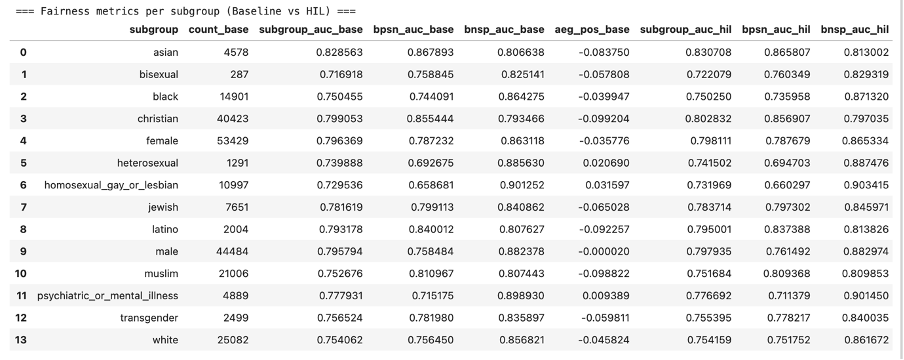 === Fairness metrics per subgroup (Baseline vs HIL) ===
subgroup count_base subgroup_auc_base bpsn_auc_base bnsp_auc_base aeg_pos_base subgroup_auc_hil bpsn_auc_hil bnsp_auc_hil
0 asian 4578 0.828563 0.867893 0.806638 -0.083750 0.830708 0.865807 0.813002
1 bisexual 287 0.716918 0.758845 0.825141 -0.057808 0.722079 0.760349 0.829319
2 black 14901 0.750455 0.744091 0.864275 -0.039947 0.750250 0.735958 0.871320
3 christian 40423 0.799053 0.855444 0.793466 -0.099204 0.802832 0.856907 0.797035
4 female 53429 0.796369 0.787232 0.863118 -0.035776 0.798111 0.787679 0.865334
5 heterosexual 1291 0.739888 0.692675 0.885630 0.020690 0.741502 0.694703 0.887476
6 homosexual_gay_or_lesbian 10997 0.729536 0.658681 0.901252 0.031597 0.731969 0.660297 0.903415
7 jewish 7651 0.781619 0.799113 0.840862 -0.065028 0.783714 0.797302 0.845971
8 latino 2004 0.793178 0.840012 0.807627 -0.092257 0.795001 0.837388 0.813826
9 male 44484 0.795794 0.758484 0.882378 -0.000020 0.797935 0.761492 0.882974
10 muslim 21006 0.752676 0.810967 0.807443 -0.098822 0.751684 0.809368 0.809853
11 psychiatric_or_mental_illness 4889 0.777931 0.715175 0.898930 0.009389 0.776692 0.711379 0.901450
12 transgender 2499 0.756524 0.781980 0.835897 -0.059811 0.755395 0.778217 0.840035
13 white 25082 0.754062 0.756450 0.856821 -0.045824 0.754159 0.751752 0.861672